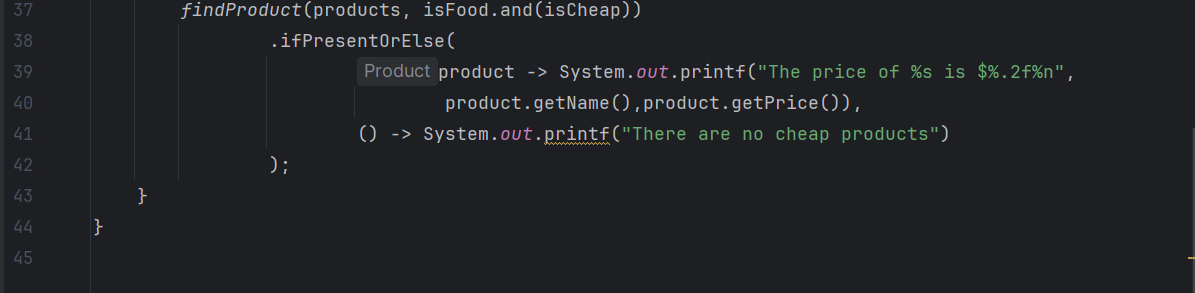 37 findProduct(products, isFood.and(isCheap))
38 .ifPresentOrElse(
39 Product product -> System.out.printf("The price of %s is $%.2f%n",
40 product.getName(),product.getPrice()),
41 () -> System.out.printf("There are no cheap products")
42 );
43 }
44 }
45